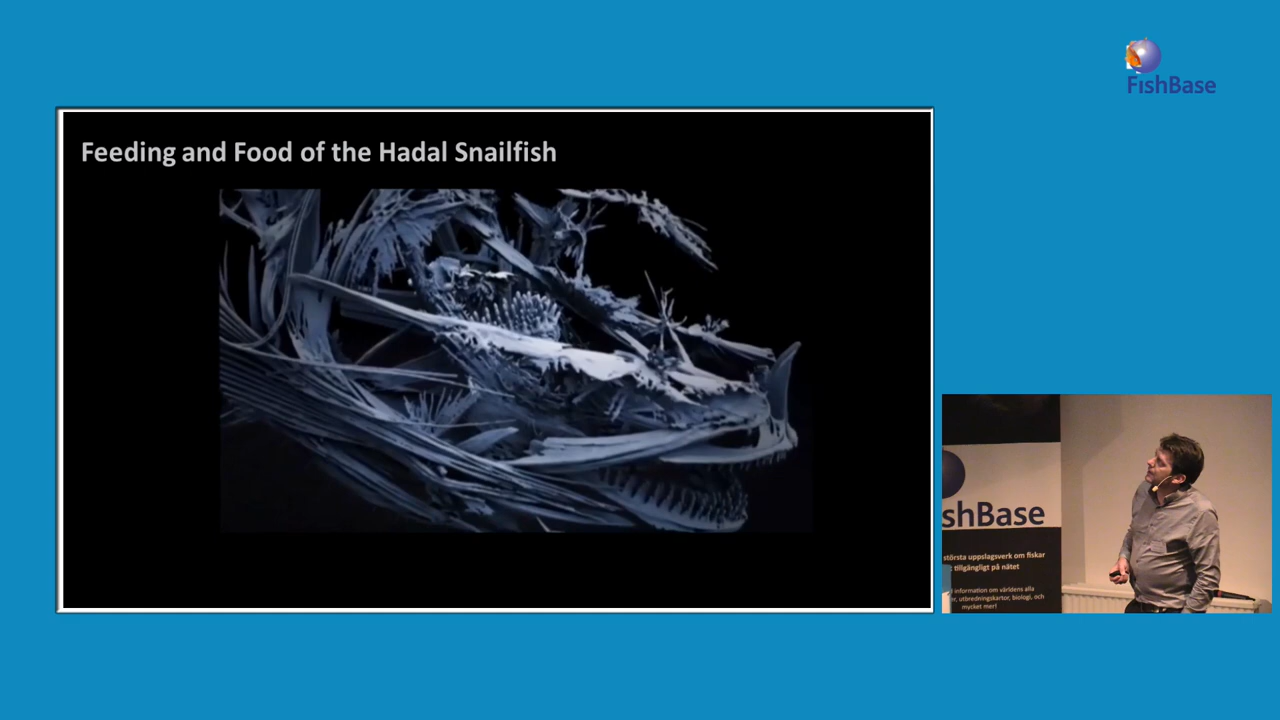 FishBase
Feeding and Food of the Hadal Snailfish
shBase
största uppslagsverk om fiskar
tillgängligt på nätet
information om världens alla
utbredningskartor, biologi, och
mycket mer!